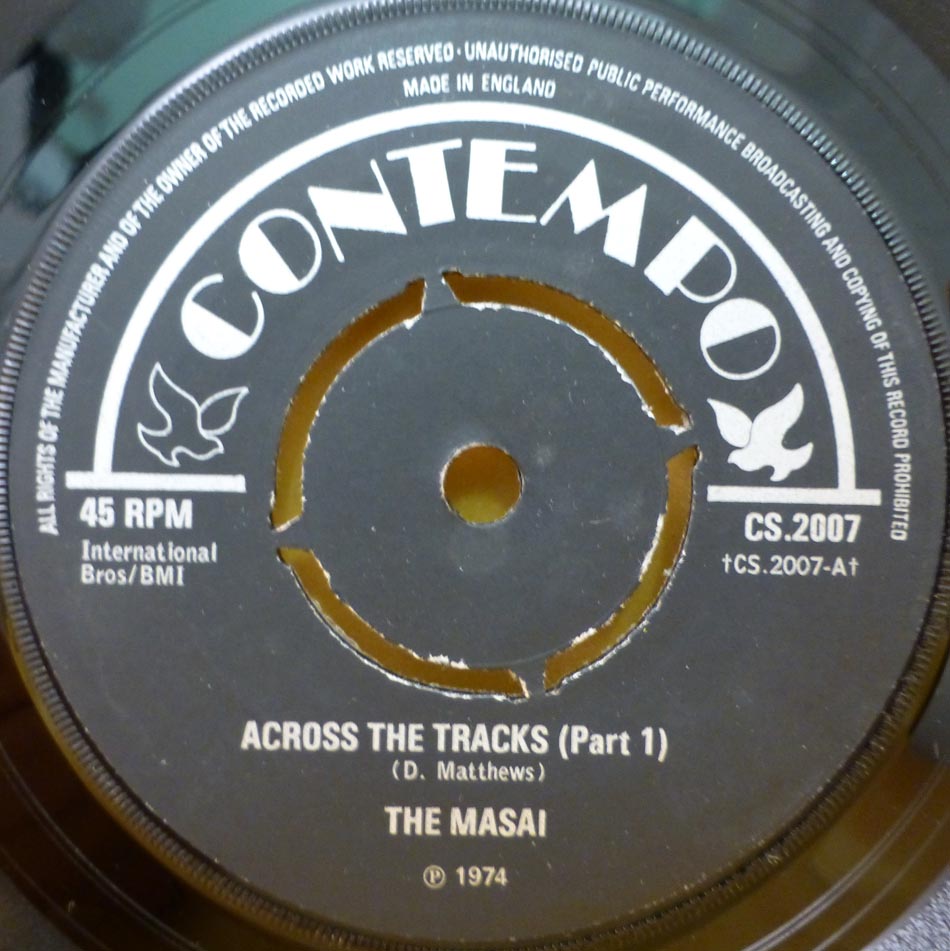 ALL RIGHTS OF THE MANUFACTURER AND OF THE OWNER OF THE RECORDED WORK RESERVED · UNAUTHORISED PUBLIC PERFORMANCE BROADCASTING AND COPYING OF THIS RECORD PROHIBITED
MADE IN ENGLAND
CONTEMPO
45 RPM
International
Bros/BMI
CS.2007
†CS.2007-A†
ACROSS THE TRACKS (Part 1)
(D. Matthews)
THE MASAI
℗ 1974